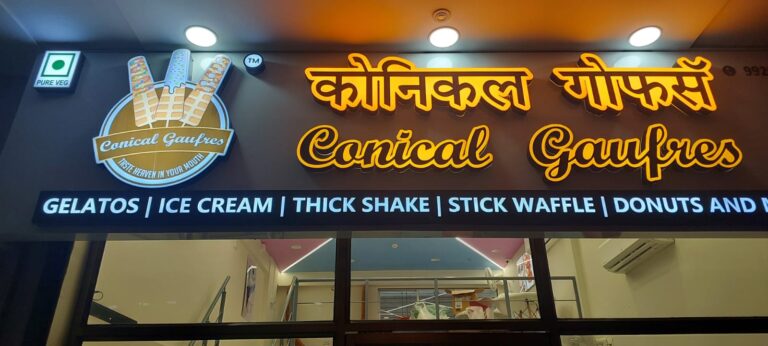 PURE VEG
Conical Gaufres
TASTE HEAVEN IN YOUR MOUTH
TM
कोनिकल गोफर्सॅ
Conical Gaufres
992
GELATOS | ICE CREAM | THICK SHAKE | STICK WAFFLE | DONUTS AND